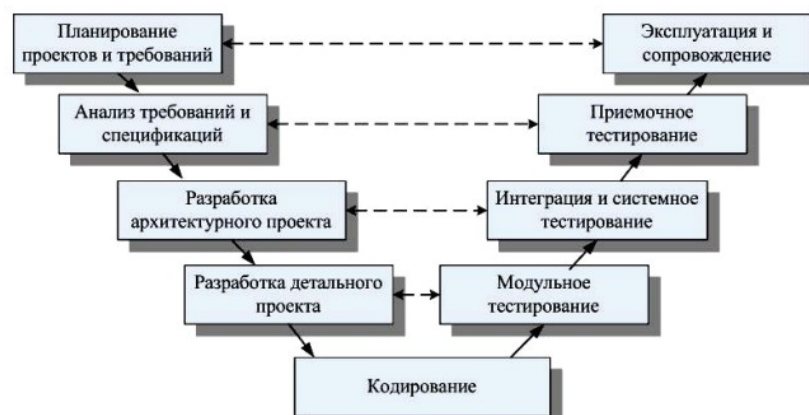 Планирование
проектов и требований
Эксплуатация и
сопровождение
Анализ требований и
спецификаций
Приемочное
тестирование
Разработка
архитектурного проекта
Интеграция и системное
тестирование
Разработка детального
проекта
Модульное
тестирование
Кодирование